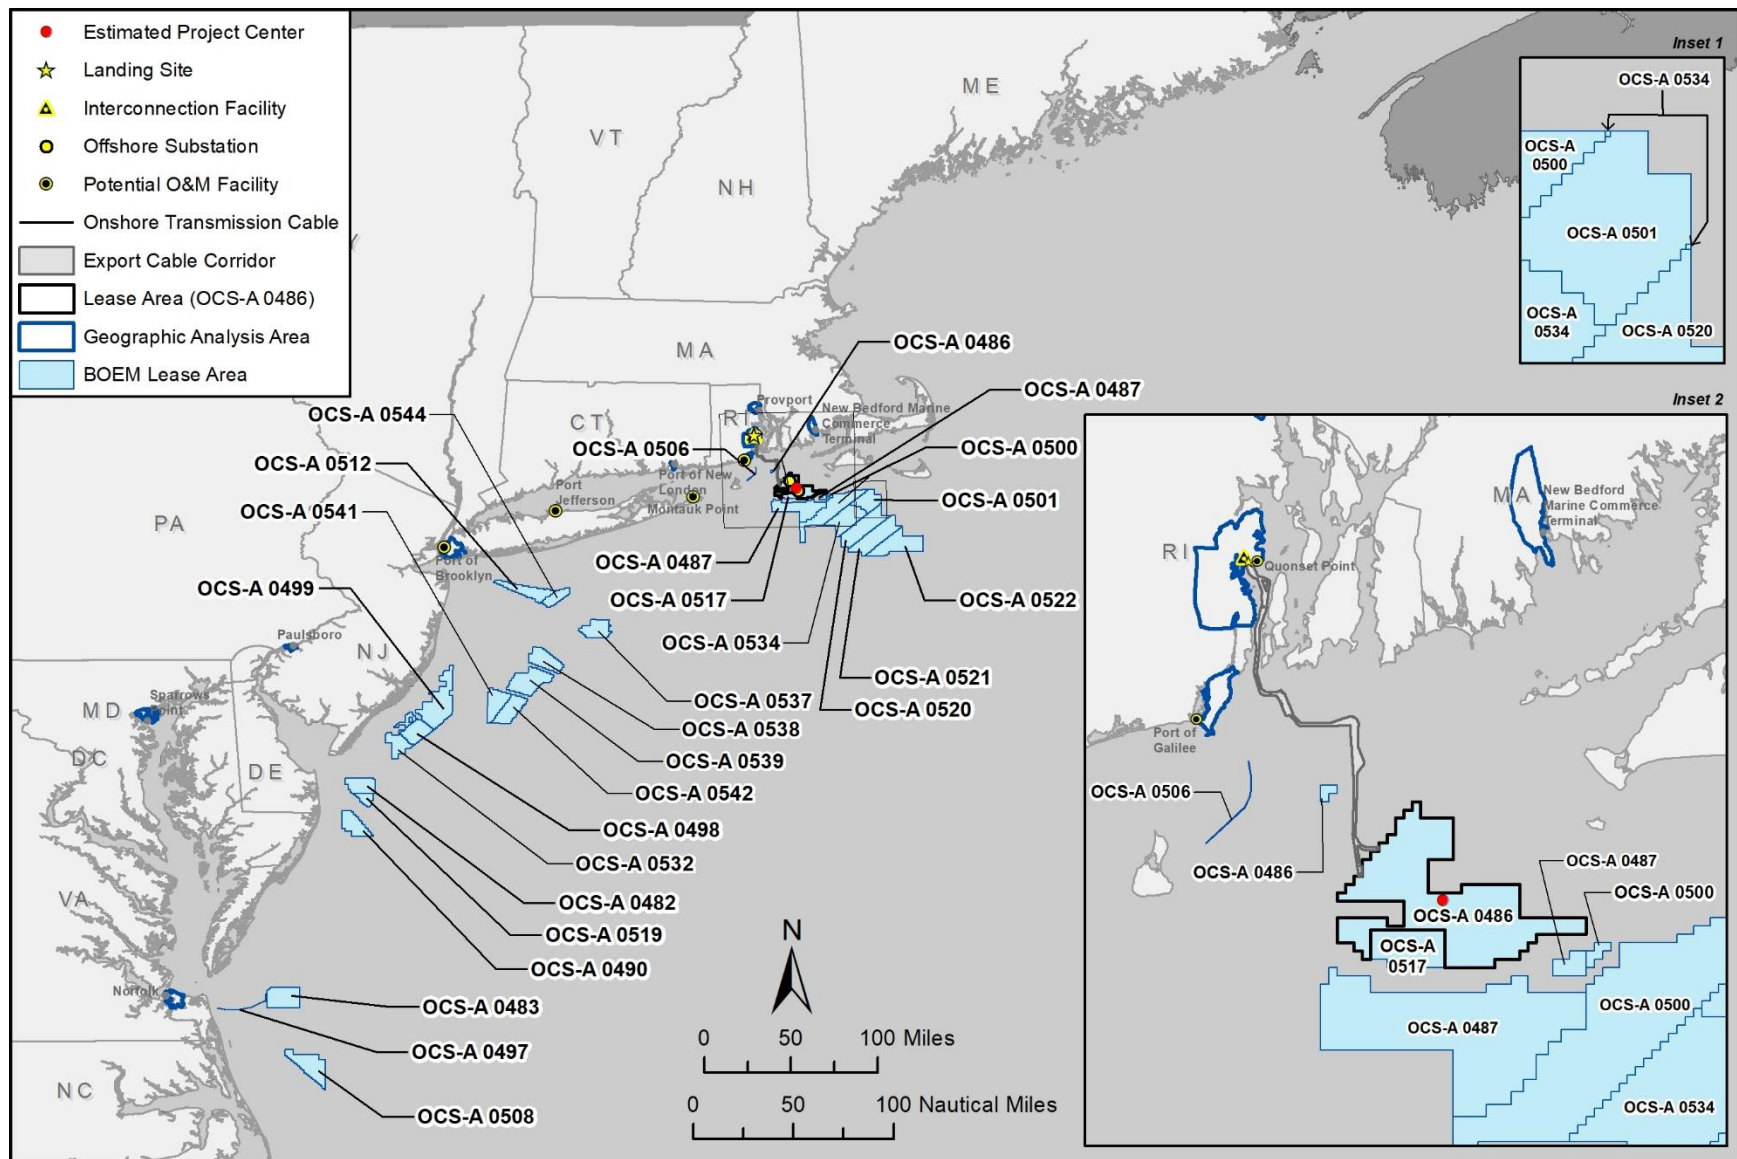 Estimated Project Center
Landing Site
Interconnection Facility
Offshore Substation
Potential O&M Facility
Onshore Transmission Cable
Export Cable Corridor
Lease Area (OCS-A 0486)
Geographic Analysis Area
BOEM Lease Area
ME
VT
NH
MA
CT
RI
PA
NJ
MD
DC
DE
VA
NC
OCS-A 0486
OCS-A 0487
OCS-A 0544
Provport
New Bedford Marine
Commerce
Terminal
OCS-A 0506
OCS-A 0500
OCS-A 0512
Port of New
London
Port
Jefferson
Montauk Point
OCS-A 0501
OCS-A 0541
Port of
Brooklyn
OCS-A 0487
OCS-A 0499
OCS-A 0517
OCS-A 0522
OCS-A 0534
Paulsboro
OCS-A 0521
Sparrows
Point
OCS-A 0537
OCS-A 0520
OCS-A 0538
OCS-A 0539
OCS-A 0542
OCS-A 0498
OCS-A 0532
OCS-A 0482
OCS-A 0519
OCS-A 0490
Norfolk
OCS-A 0483
OCS-A 0497
OCS-A 0508
N
0 50 100 Miles
0 50 100 Nautical Miles
Inset 1
OCS-A 0534
OCS-A
0500
OCS-A 0501
OCS-A
0534
OCS-A 0520
Inset 2
MA
New Bedford
Marine Commerce
Terminal
RI
Quonset Point
Port of
Galilee
OCS-A 0506
OCS-A 0486
OCS-A 0487
OCS-A 0500
OCS-A 0486
OCS-A
0517
OCS-A 0500
OCS-A 0487
OCS-A 0534